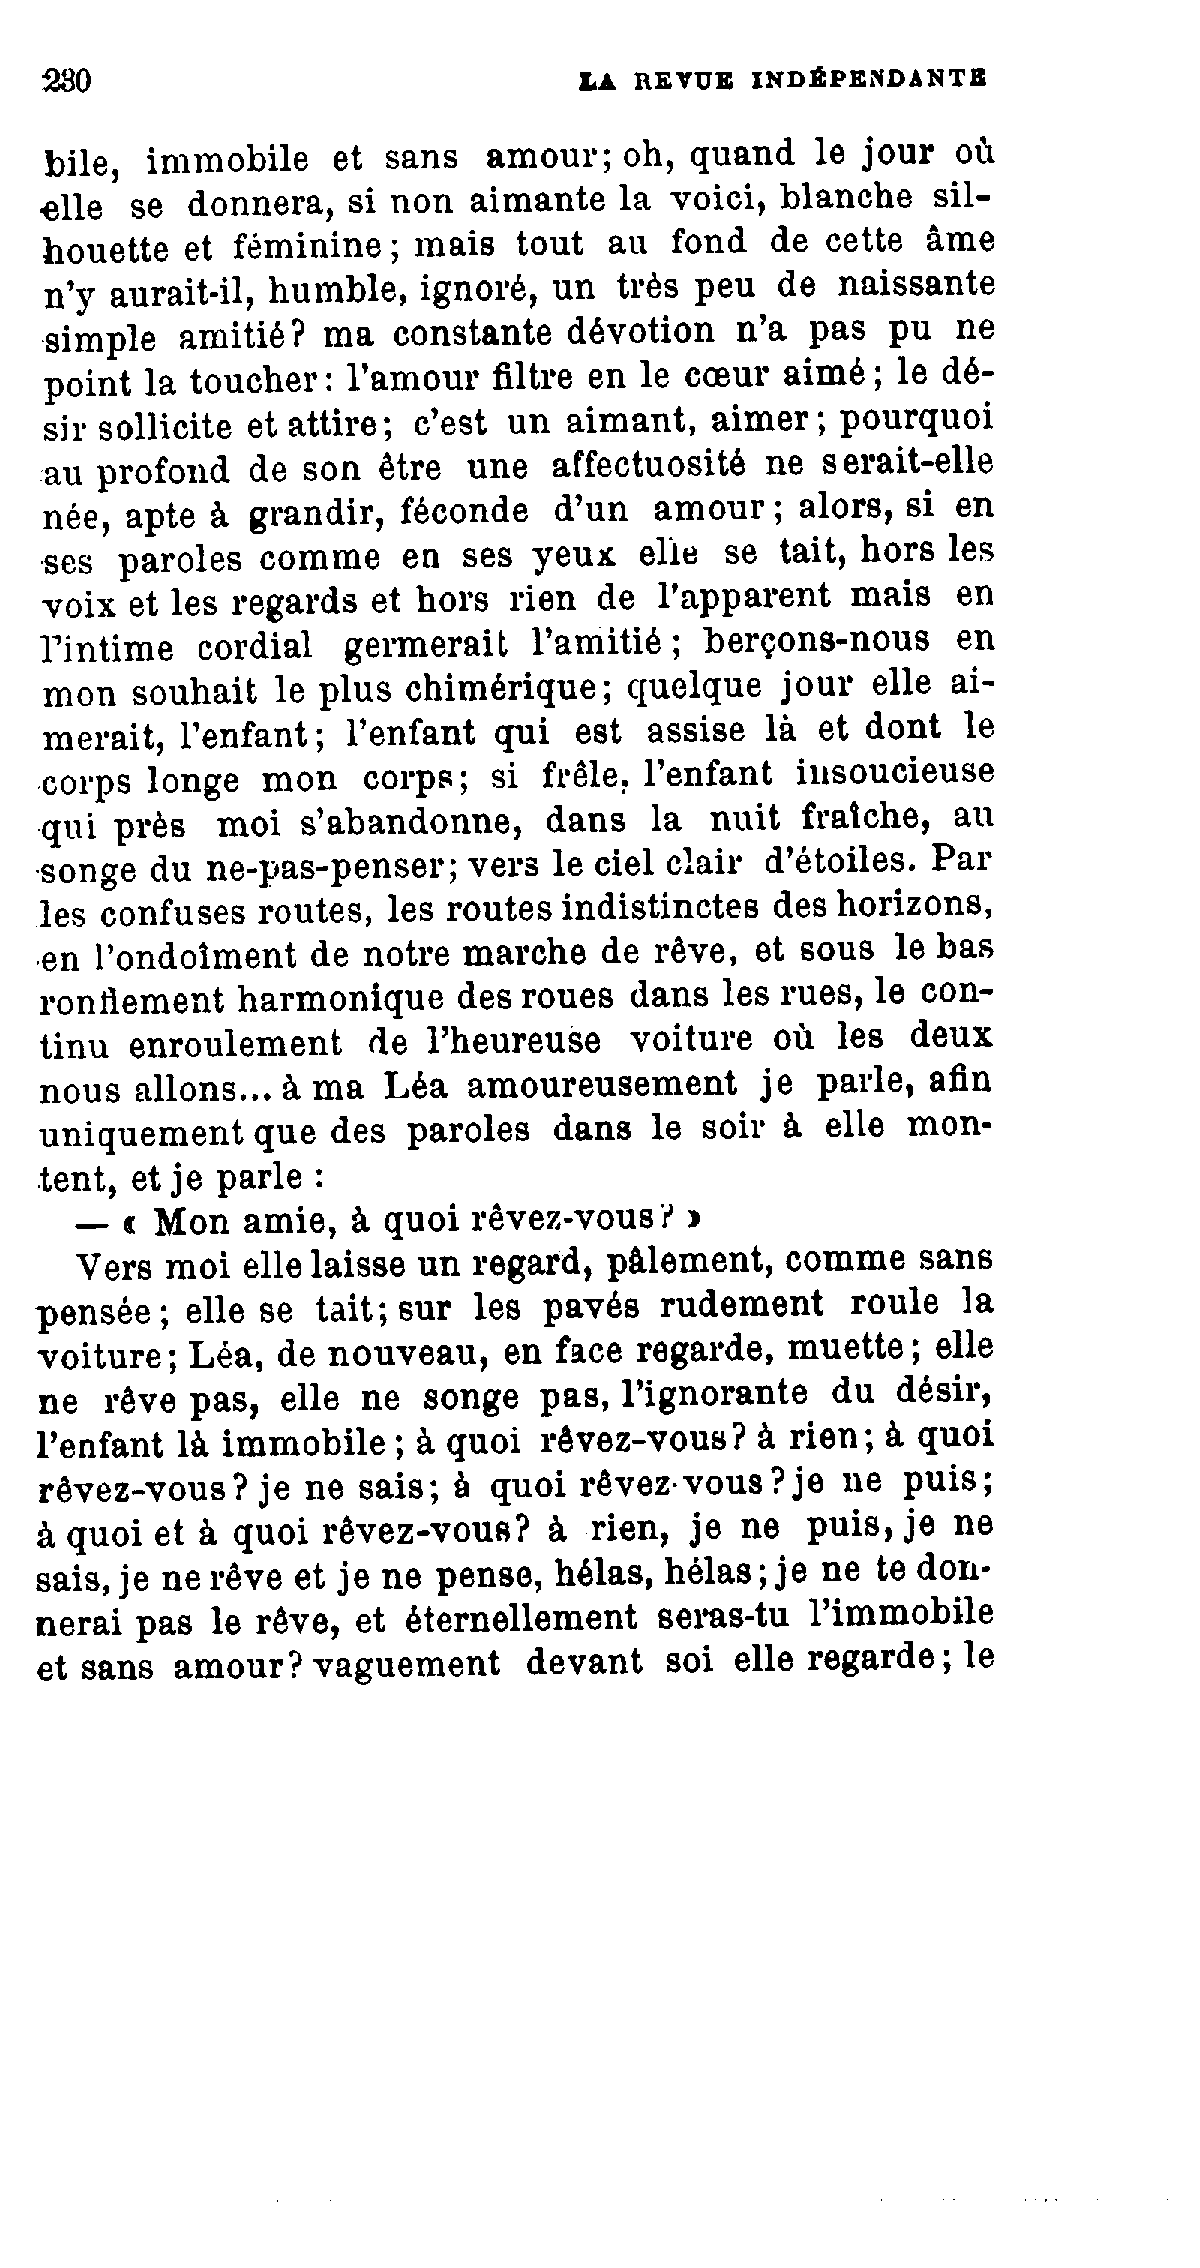 230 LA REVUE INDÉPENDANTE
bile, immobile et sans amour; oh, quand le jour où
elle se donnera, si non aimante la voici, blanche sil-
houette et féminine; mais tout au fond de cette âme
n'y aurait-il, humble, ignoré, un très peu de naissante
simple amitié? ma constante dévotion n'a pas pu ne
point la toucher: l'amour filtre en le cœur aimé; le dé-
sir sollicite et attire; c'est un aimant, aimer; pourquoi
au profond de son être une affectuosité ne serait-elle
née, apte à grandir, féconde d'un amour; alors, si en
ses paroles comme en ses yeux elle se tait, hors les
voix et les regards et hors rien de l'apparent mais en
l'intime cordial germerait l'amitié; berçons-nous en
mon souhait le plus chimérique; quelque jour elle ai-
merait, l'enfant; l'enfant qui est assise là et dont le
corps longe mon corps; si frêle, l'enfant insoucieuse
qui près moi s'abandonne, dans la nuit fraîche, au
songe du ne-pas-penser; vers le ciel clair d'étoiles. Par
les confuses routes, les routes indistinctes des horizons,
en l'ondoîment de notre marche de rêve, et sous le bas
ronflement harmonique des roues dans les rues, le con-
tinu enroulement de l'heureuse voiture où les deux
nous allons... à ma Léa amoureusement je parle, afin
uniquement que des paroles dans le soir à elle mon-
tent, et je parle :
— « Mon amie, à quoi rêvez-vous? »
Vers moi elle laisse un regard, pâlement, comme sans
pensée; elle se tait; sur les pavés rudement roule la
voiture; Léa, de nouveau, en face regarde, muette; elle
ne rêve pas, elle ne songe pas, l'ignorante du désir,
l'enfant là immobile; à quoi rêvez-vous? à rien; à quoi
rêvez-vous? je ne sais; à quoi rêvez-vous? je ne puis;
à quoi et à quoi rêvez-vous? à rien, je ne puis, je ne
sais, je ne rêve et je ne pense, hélas, hélas; je ne te don-
nerai pas le rêve, et éternellement seras-tu l'immobile
et sans amour? vaguement devant soi elle regarde; le